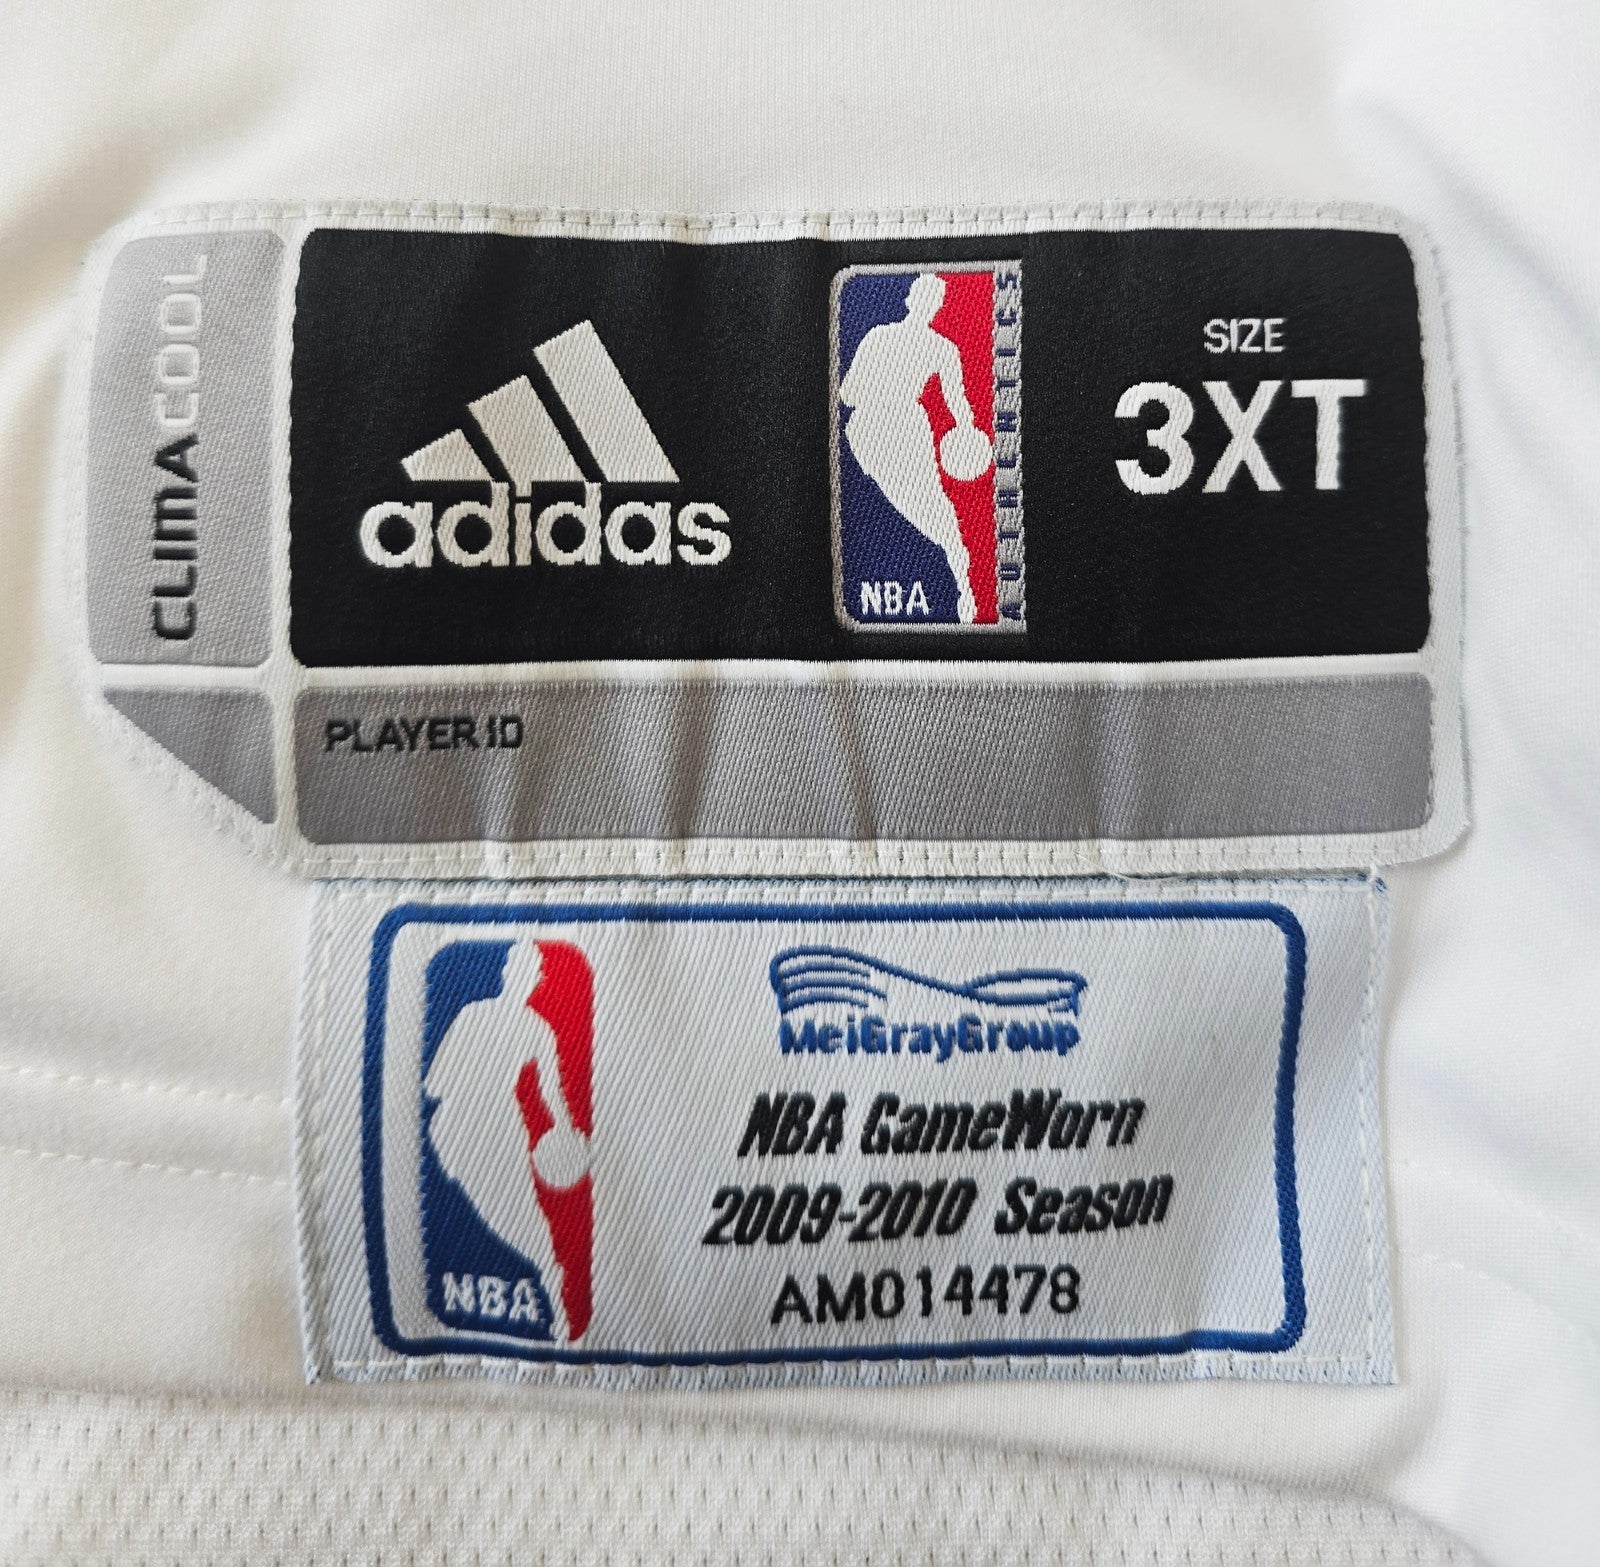 CLIMACOOL
adidas
NBA
AUTHENTICS
SIZE
3XT
PLAYER ID
NBA
MeiGrayGroup
NBA GameWorn
2009-2010 Season
AM014478